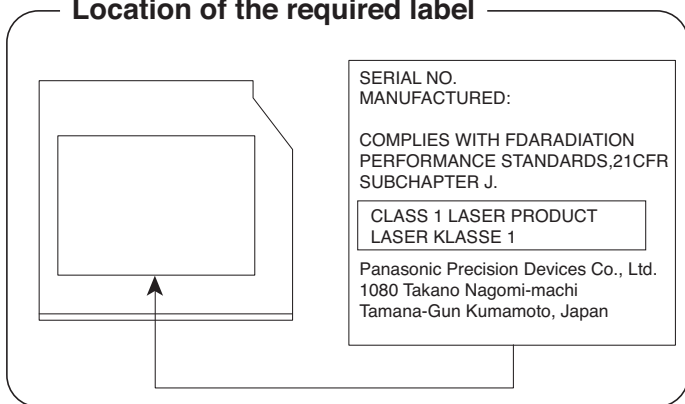 Location of the required label
SERIAL NO.
MANUFACTURED:
COMPLIES WITH FDARADIATION
PERFORMANCE STANDARDS,21CFR
SUBCHAPTER J.
CLASS 1 LASER PRODUCT
LASER KLASSE 1
Panasonic Precision Devices Co., Ltd.
1080 Takano Nagomi-machi
Tamana-Gun Kumamoto, Japan